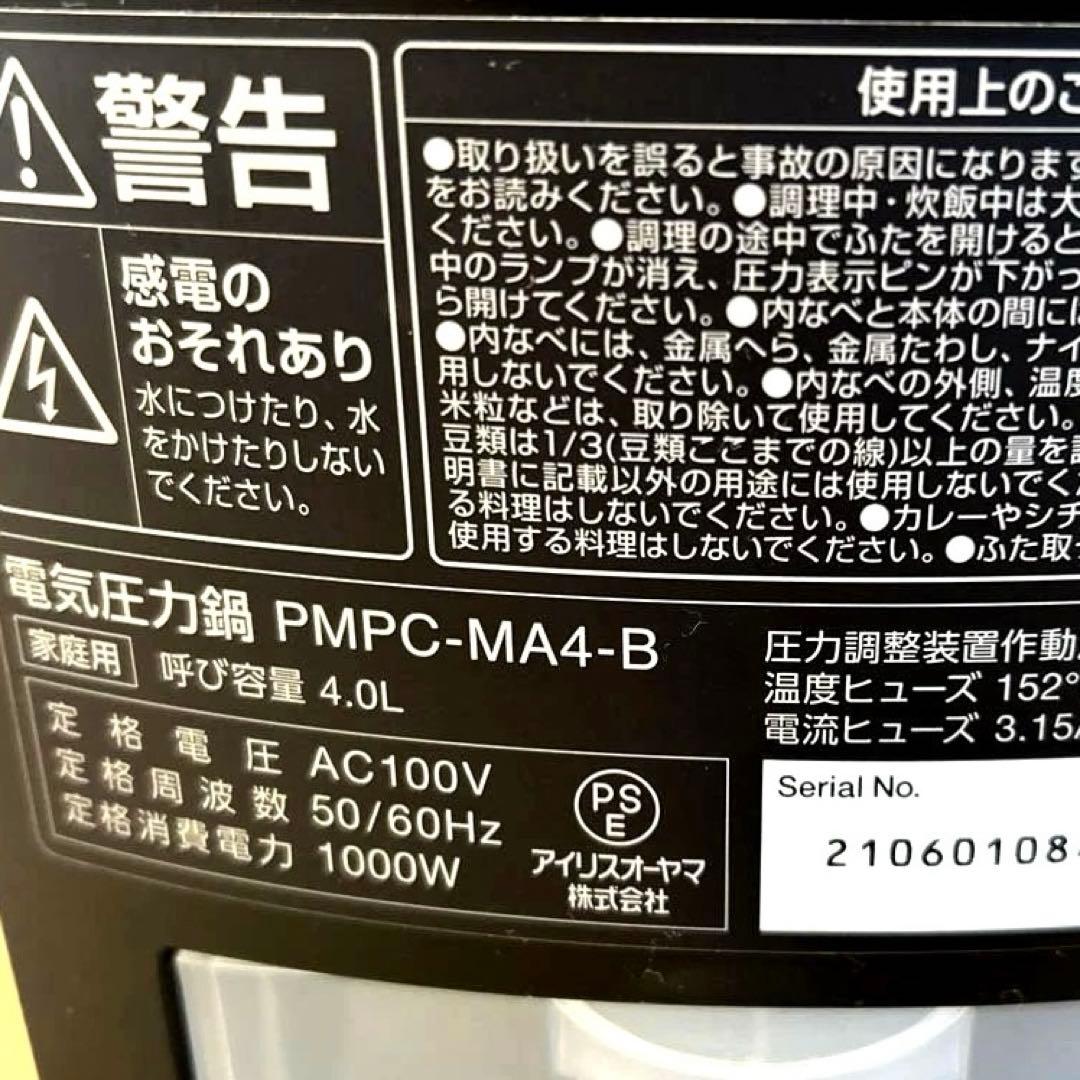 警告
感電の
おそれあり
水につけたり、水
をかけたりしない
でください。
使用上のご
●取り扱いを誤ると事故の原因になります
をお読みください。●調理中・炊飯中は大
ください。●調理の途中でふたを開けると
中のランプが消え、圧力表示ピンが下がっ
ら開けてください。●内なべと本体の間には
●内なべには、金属へら、金属たわし、ナイ
用しないでください。●内なべの外側、温度
米粒などは、取り除いて使用してください。
豆類は1/3(豆類ここまでの線)以上の量を
明書に記載以外の用途には使用しないでく
る料理はしないでください。●カレーやシチ
使用する料理はしないでください。●ふた取っ
電気圧力鍋 PMPC-MA4-B
家庭用 呼び容量 4.0L
定格電圧 AC100V
定格周波数 50/60Hz
定格消費電力 1000W
PS
E
アイリスオーヤマ
株式会社
圧力調整装置作動
温度ヒューズ 152°
電流ヒューズ 3.15A
Serial No.
21060108